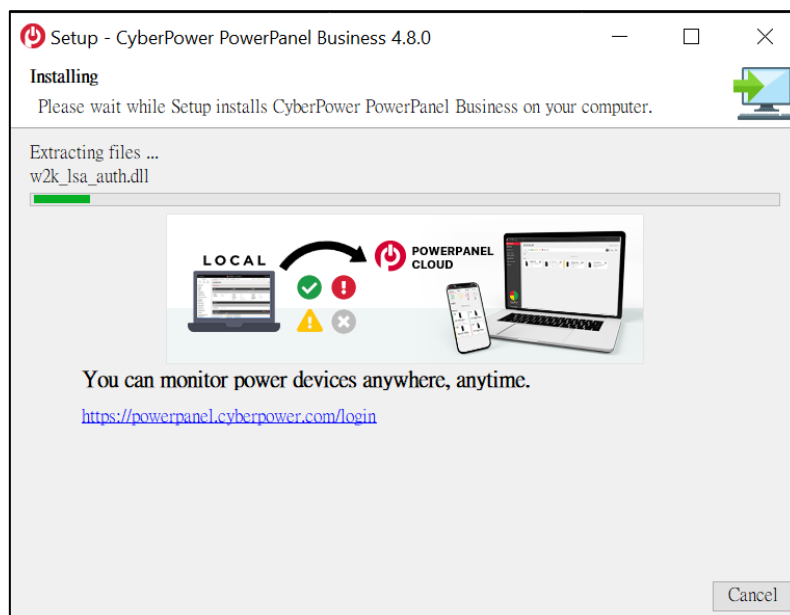 Setup - CyberPower PowerPanel Business 4.8.0
Installing
Please wait while Setup installs CyberPower PowerPanel Business on your computer.
Extracting files ...
w2k_lsa_auth.dll
LOCAL
POWERPANEL
CLOUD
You can monitor power devices anywhere, anytime.
https://powerpanel.cyberpower.com/login
Cancel